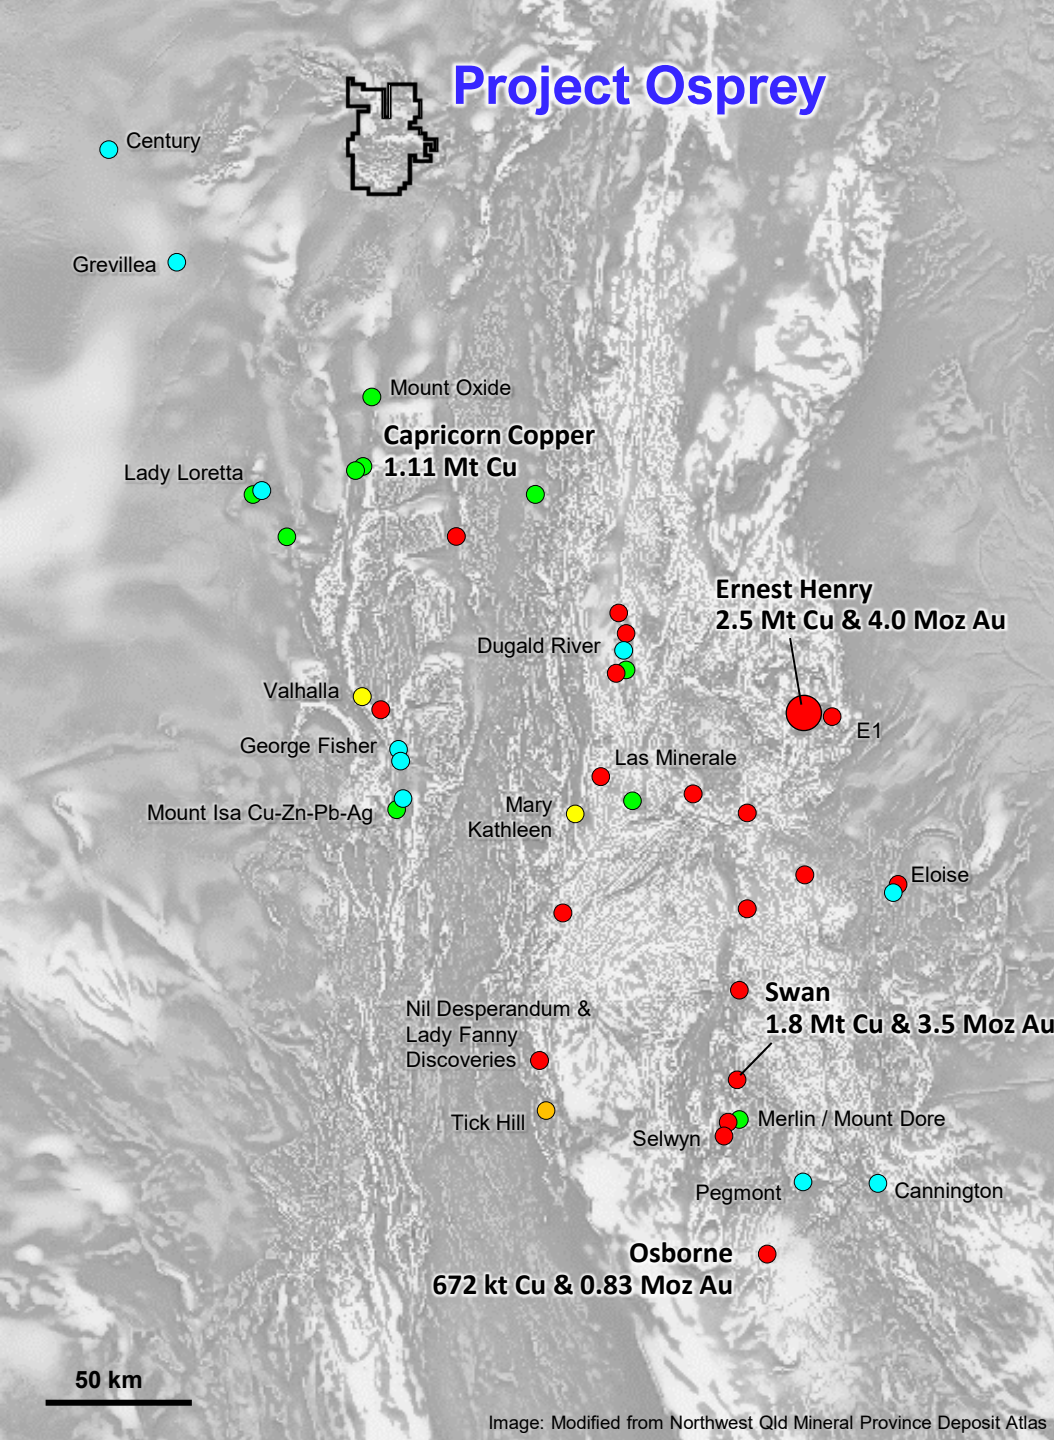 Project Osprey
Century
Grevillea
Mount Oxide
Capricorn Copper
1.11 Mt Cu
Lady Loretta
Ernest Henry
2.5 Mt Cu & 4.0 Moz Au
Dugald River
Valhalla
E1
George Fisher
Las Minerale
Mount Isa Cu-Zn-Pb-Ag
Mary
Kathleen
Eloise
Swan
1.8 Mt Cu & 3.5 Moz Au
Nil Desperandum &
Lady Fanny
Discoveries
Tick Hill
Merlin / Mount Dore
Selwyn
Pegmont
Cannington
Osborne
672 kt Cu & 0.83 Moz Au
50 km
Image: Modified from Northwest Qld Mineral Province Deposit Atlas